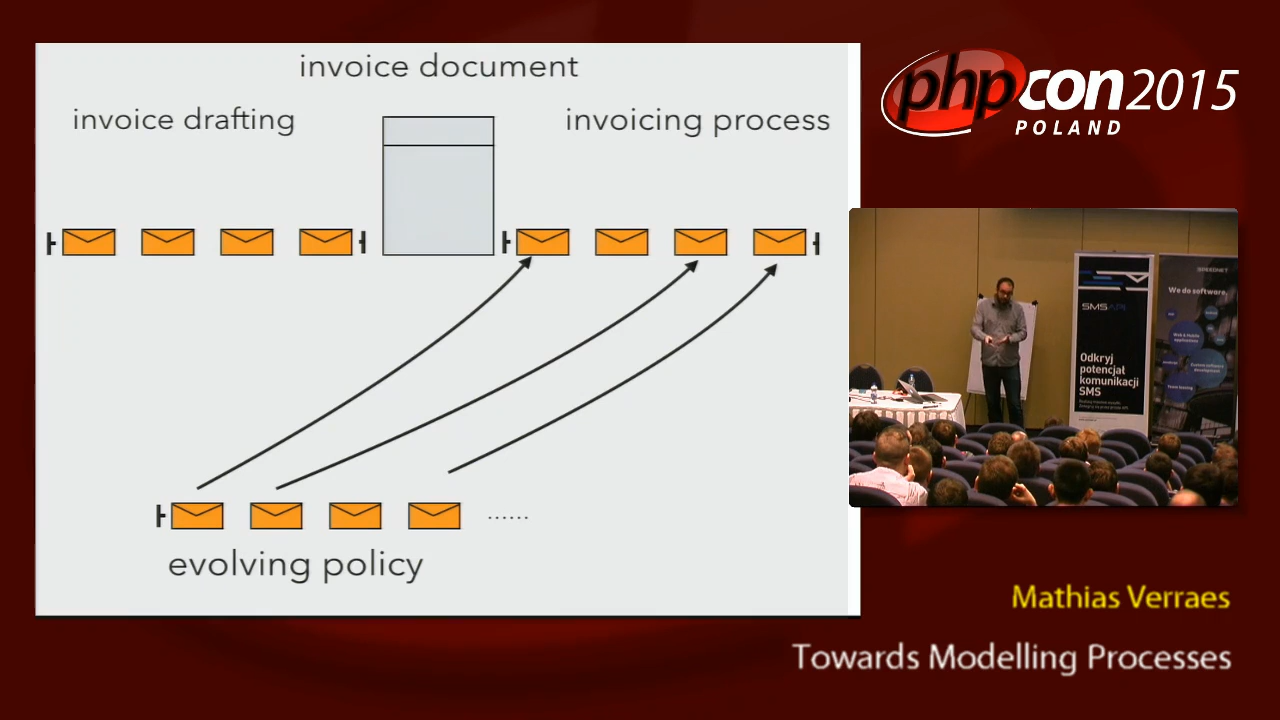 invoice document
invoice drafting
invoicing process
evolving policy
......
phpcon2015
POLAND
SPEEDNET
We do software.
SMSAPI
Odkryj
potencjał
komunikacji
SMS
Mathias Verraes
Towards Modelling Processes